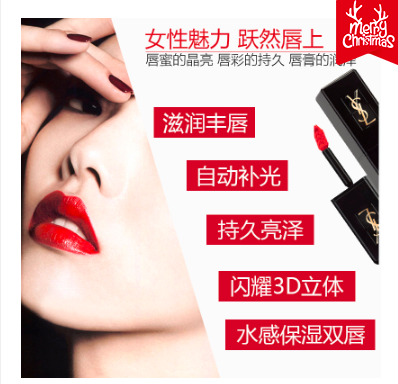 Merry
Christmas
女性魅力 跃然唇上
唇蜜的晶亮 唇彩的持久 唇膏的润泽
滋润丰唇
自动补光
持久亮泽
闪耀3D立体
水感保湿双唇
YSL
YSL